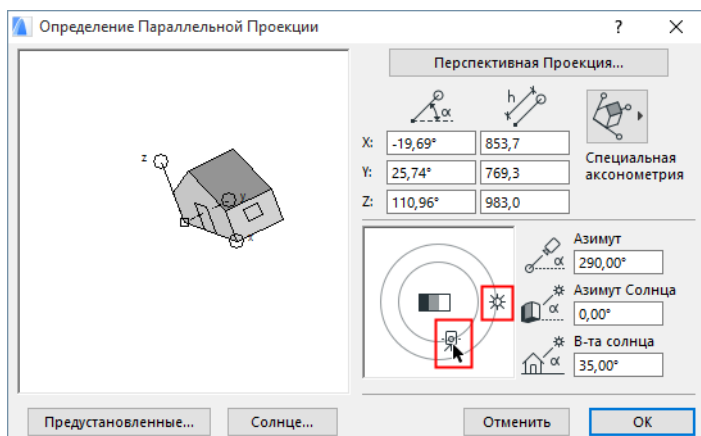 Определение Параллельной Проекции
?
Перспективная Проекция...
α
h
X: -19,69° 853,7
Y: 25,74° 769,3
Z: 110,96° 983,0
Специальная
аксонометрия
z
y
x
Азимут
α 290,00°
Азимут Солнца
α 0,00°
В-та солнца
α 35,00°
Предустановленные...
Солнце...
Отменить
OK